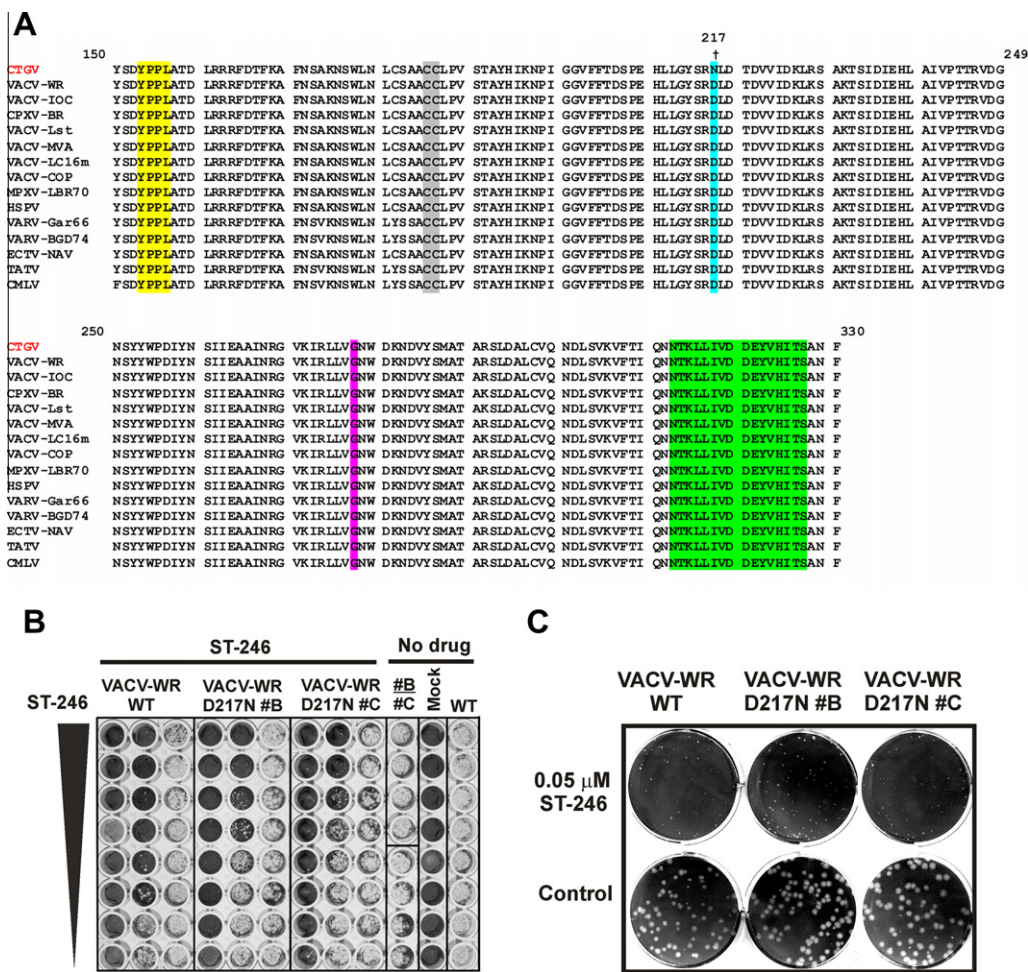 A
217
150 † 249
CTGV YSDYPPLATD LRRRFDTFKA FNSAKNSWLN LCSAACCLPV STAYHIKNPI GGVFFTDSPE HLLGYSRNLD TDVVIDKLRS AKTSIDIEHL AIVPTTRVDG
VACV-WR YSDYPPLATD LRRRFDTFKA FNSAKNSWLN LCSAACCLPV STAYHIKNPI GGVFFTDSPE HLLGYSRDLD TDVVIDKLKS AKTSIDIEHL AIVPTTRVDG
VACV-IOC YSDYPPLATD LRRRFDTFKA FNSAKNSWLN LCSAACCLPV STAYHIKNPI GGVFFTDSPE HLLGYSRDLD TDVVIDKLKS AKTSIDIEHL AIVPTTRVDG
CPXV-BR YSDYPPLATD LRRRFDTFKA FNSAKNSWLN LCSAACCLPV STAYHIKNPI GGVFFTDSPE HLLGYSRDLD TDVVIDKLRS AKTSIDIEHL AIVPTTRVDG
VACV-Lst YSDYPPLATD LRRRFDTFKA FNSAKNSWLN LCSAACCLPV STAYHIKNPI GGVFFTDSPE HLLGYSRDLD TDVVIDKLKS AKTSIDIEHL AIVPTTRVDG
VACV-MVA YSDYPPLATD LRRRFDTFKA FNSAKNSWLN LCSAACCLPV STAYHIKNPI GGVFFTDSPE HLLGYSRDLD TDVVIDKLKS AKTSIDIEHL AIVPTTRVDG
VACV-LC16m YSDYPPLATD LRRRFDTFKA FNSAKNSWLN LCSAACCLPV STAYHIKNPI GGVFFTDSPE HLLGYSRDLD TDVVIDKLKS AKTSIDIEHL AIVPTTRVDG
VACV-COP YSDYPPLATD LRRRFDTFKA FNSAKNSWLN LCSAACCLPV STAYHIKNPI GGVFFTDSPE HLLGYSRDLD TDVVIDKLKS AKTSIDIEHL AIVPTTRVDG
MPXV-LBR70 YSDYPPLATD LRRRFDTFKA FNSAKNSWLN LCSAACCLPV STAYHIKNPI GGVFFTDSPE HLLGYSRDLD TDVVIDKLRS AKTSIDIEHL AIVPTTRVDG
HSPV YSDYPPLATD LRRRFDTFKA FNSAKNSWLN LCSAACCLPV STAYHIKNPI GGVFFTDSPE HLLGYSRDLD TDVVIDKLRS AKTSIDIEHL AIVPTTRVDG
VARV-Gar66 YSDYPPLATD LRRRFDTFKA FNSVKNSWLN LYSSACCLPV STAYHIKNPI GGVFFTDSPE HLLGYSRDLD TDVVIDKLRS AKTSIDIEHL AIVPTTRVDG
VARV-BGD74 YSDYPPLATD LRRRFDTFKA FNSVKNSWLN LYSSACCLPV STAYHIKNPI GGVFFTDSPE HLLGYSRDLD TDVVIDKLRS AKTSIDIEHL AIVPTTRVDG
ECTV-NAV YSDYPPLATD LRRRFDTFKA FNSAKNSWLN LCSAACCLPV STAYHIKNPI GGVFFTDSPE HLLGYSRDLD TDVVIDKLRS AKTSIDIEHL AIVPTTRVDG
TATV YSDYPPLATD LRRRFDTFKA FNSVKNSWLN LYSSACCLPV STAYHIKNPI GGVFFTDSPE HLLGYSRDLD TDVVIDKLRS AKTSIDIEHL AIVPTTRVDG
CMLV FSDYPPLATD LRRRFDTFKA FNSVKNSWLN LYSSACCLPV STAYHIKNPI GGVFFTDSPE HLLGYSRDLD TDVVIDKLRS AKTSIDIEHL AIVPTTRVDG
250 330
CTGV NSYYWPDIYN SIIEAAINRG VKIRLLVGNW DKNDVYSMAT ARSLDALCVQ NDLSVKVFTI QNNTKLLIVD DEYVHITSAN F
VACV-WR NSYYWPDIYN SIIEAAINRG VKIRLLVGNW DKNDVYSMAT ARSLDALCVQ NDLSVKVFTI QNNTKLLIVD DEYVHITSAN F
VACV-IOC NSYYWPDIYN SIIEAAINRG VKIRLLVGNW DKNDVYSMAT ARSLDALCVQ NDLSVKVFTI QNNTKLLIVD DEYVHITSAN F
CPXV-BR NSYYWPDIYN SIIEAAINRG VKIRLLVGNW DKNDVYSMAT ARSLDALCVQ NDLSVKVFTI QNNTKLLIVD DEYVHITSAN F
VACV-Lst NSYYWPDIYN SIIEAAINRG VKIRLLVGNW DKNDVYSMAT ARSLDALCVQ NDLSVKVFTI QNNTKLLIVD DEYVHITSAN F
VACV-MVA NSYYWPDIYN SIIEAAINRG VKIRLLVGNW DKNDVYSMAT ARSLDALCVQ NDLSVKVFTI QNNTKLLIVD DEYVHITSAN F
VACV-LC16m NSYYWPDIYN SIIEAAINRG VKIRLLVGNW DKNDVYSMAT ARSLDALCVQ NDLSVKVFTI QNNTKLLIVD DEYVHITSAN F
VACV-COP NSYYWPDIYN SIIEAAINRG VKIRLLVGNW DKNDVYSMAT ARSLDALCVQ NDLSVKVFTI QNNTKLLIVD DEYVHITSAN F
MPXV-LBR70 NSYYWPDIYN SIIEAAINRG VKIRLLVGNW DKNDVYSMAT ARSLDALCVQ NDLSVKVFTI QNNTKLLIVD DEYVHITSAN F
HSPV NSYYWPDIYN SIIEAAINRG VKIRLLVGNW DKNDVYSMAT ARSLDALCVQ NDLSVKVFTI QNNTKLLIVD DEYVHITSAN F
VARV-Gar66 NSYYWPDIYN SIIEAAINRG VKIRLLVGNW DKNDVYSMAT ARSLDALCVQ NDLSVKVFTI QNNTKLLIVD DEYVHITSAN F
VARV-BGD74 NSYYWPDIYN SIIEAAINRG VKIRLLVGNW DKNDVYSMAT ARSLDALCVQ NDLSVKVFTI QNNTKLLIVD DEYVHITSAN F
ECTV-NAV NSYYWPDIYN SIIEAAINRG VKIRLLVGNW DKNDVYSMAT ARSLDALCVQ NDLSVKVFTI QNNTKLLIVD DEYVHITSAN F
TATV NSYYWPDIYN SIIEAAINRG VKIRLLVGNW DKNDVYSMAT ARSLDALCVQ NDLSVKVFTI QNNTKLLIVD DEYVHITSAN F
CMLV NSYYWPDIYN SIIEAAINRG VKIRLLVGNW DKNDVYSMAT ARSLDALCVQ NDLSVKVFTI QNNTKLLIVD DEYVHITSAN F
B
ST-246 No drug
ST-246
VACV-WR WT
VACV-WR D217N #B
VACV-WR D217N #C
#B
#C
Mock
WT
C
VACV-WR WT
VACV-WR D217N #B
VACV-WR D217N #C
0.05 µM
ST-246
Control